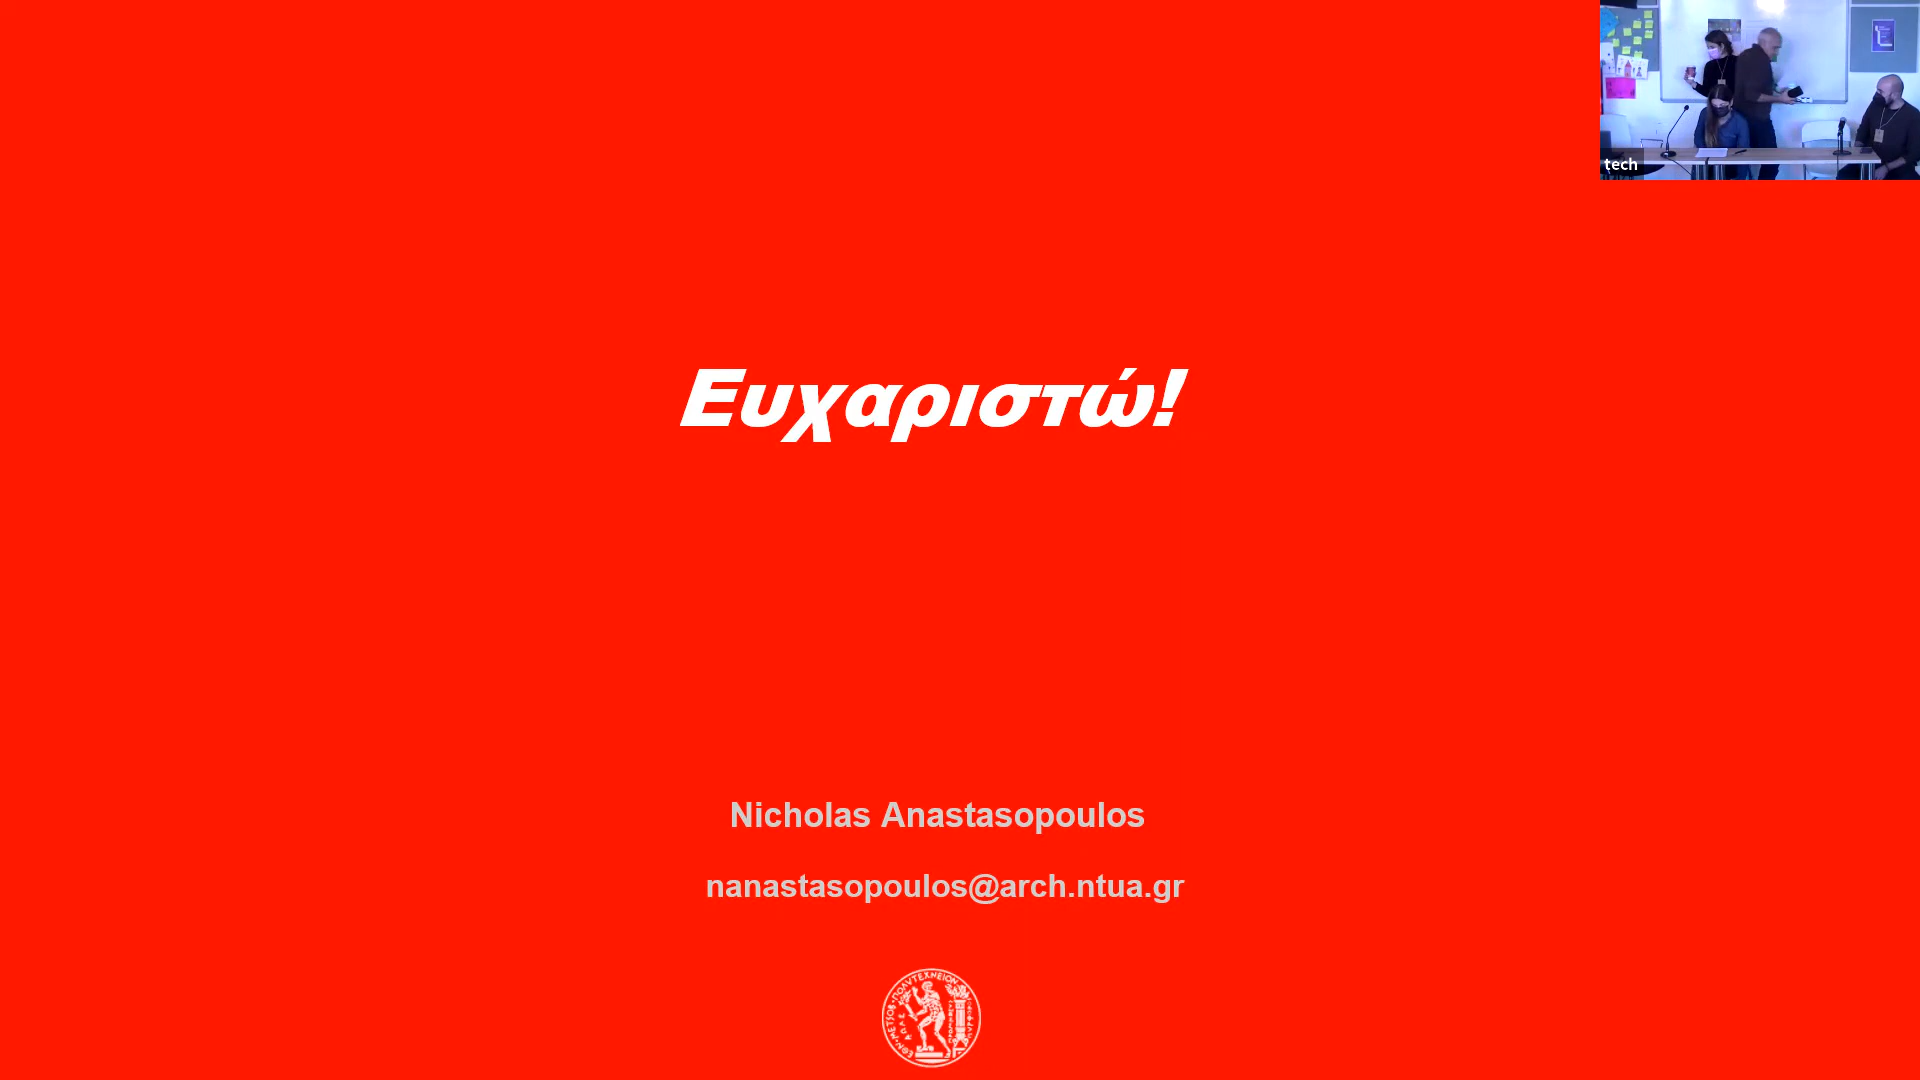 tech
Ευχαριστώ!
Nicholas Anastasopoulos
nanastasopoulos@arch.ntua.gr